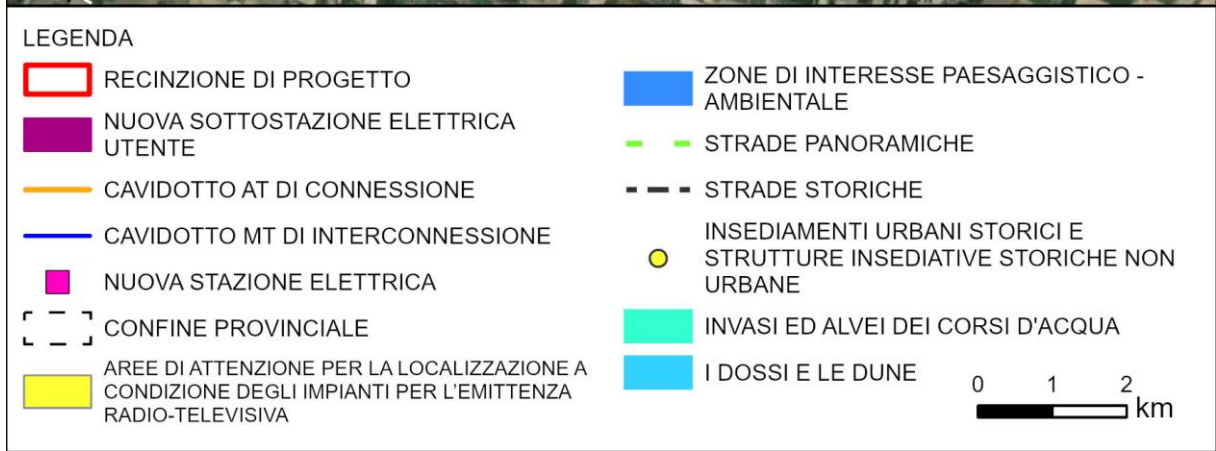 LEGENDA
RECINZIONE DI PROGETTO
NUOVA SOTTOSTAZIONE ELETTRICA
UTENTE
CAVIDOTTO AT DI CONNESSIONE
CAVIDOTTO MT DI INTERCONNESSIONE
NUOVA STAZIONE ELETTRICA
CONFINE PROVINCIALE
AREE DI ATTENZIONE PER LA LOCALIZZAZIONE A
CONDIZIONE DEGLI IMPIANTI PER L'EMITTENZA
RADIO-TELEVISIVA
ZONE DI INTERESSE PAESAGGISTICO -
AMBIENTALE
STRADE PANORAMICHE
STRADE STORICHE
INSEDIAMENTI URBANI STORICI E
STRUTTURE INSEDIATIVE STORICHE NON
URBANE
INVASI ED ALVEI DEI CORSI D'ACQUA
I DOSSI E LE DUNE
0 1 2
km